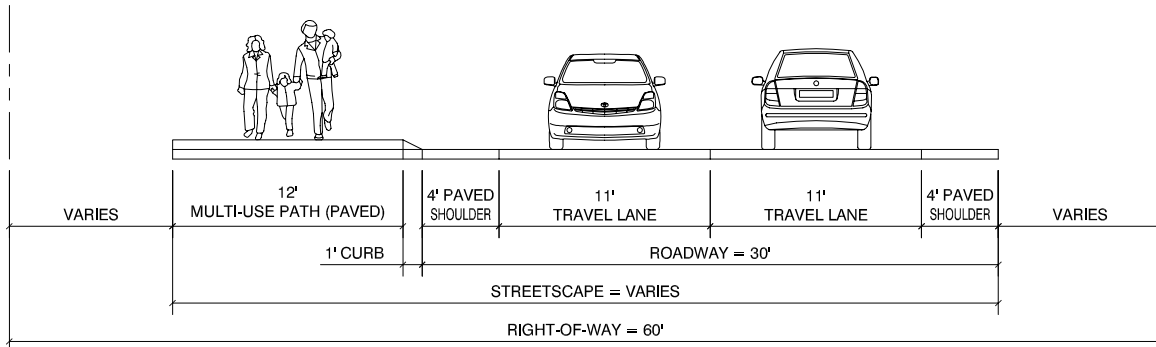 VARIES
12'
MULTI-USE PATH (PAVED)
4' PAVED
SHOULDER
11'
TRAVEL LANE
11'
TRAVEL LANE
4' PAVED
SHOULDER
VARIES
1' CURB
ROADWAY = 30'
STREETSCAPE = VARIES
RIGHT-OF-WAY = 60'